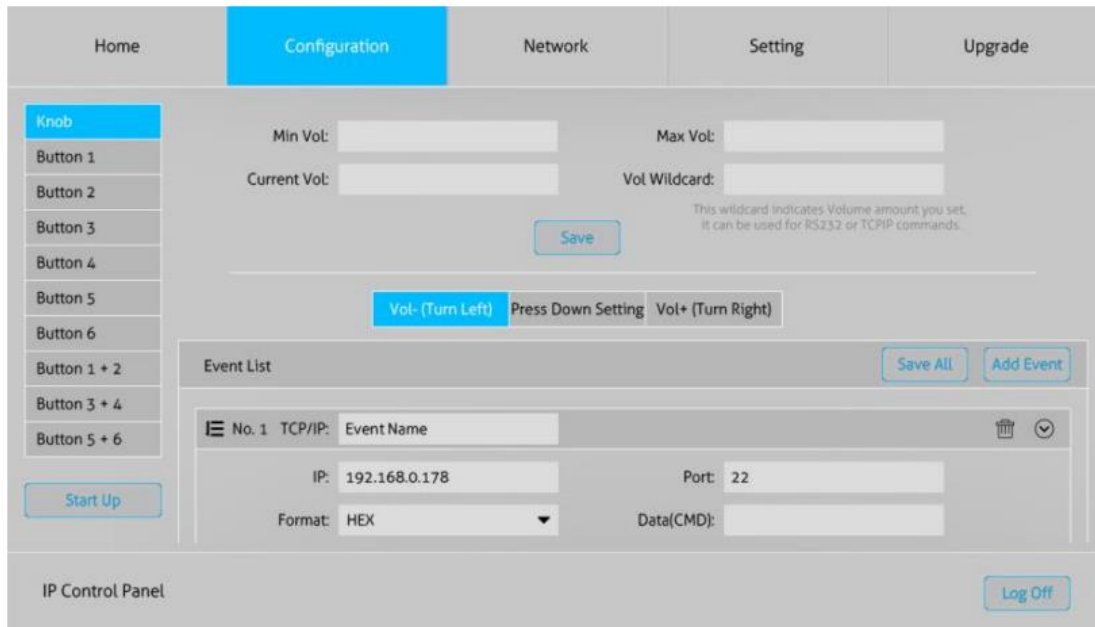 Home Configuration Network Setting Upgrade
Knob
Button 1
Button 2
Button 3
Button 4
Button 5
Button 6
Button 1 + 2
Button 3 + 4
Button 5 + 6
Start Up
Min Vol: Max Vol:
Current Vol: Vol Wildcard:
This wildcard indicates Volume amount you set,
it can be used for RS232 or TCPIP commands.
Save
Vol- (Turn Left) Press Down Setting Vol+ (Turn Right)
Event List Save All Add Event
No. 1 TCP/IP: Event Name
IP: 192.168.0.178 Port: 22
Format: HEX Data(CMD):
IP Control Panel Log Off